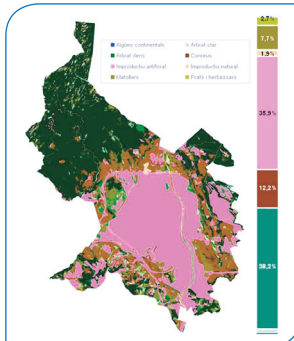 Aigües continentals
Arbrat clar
Arbrat dens
Conreus
Improductiu artificial
Improductiu natural
Matollars
Prats i herbassars
2,7%
7,7%
1,9%
35,9%
12,2%
38,3%